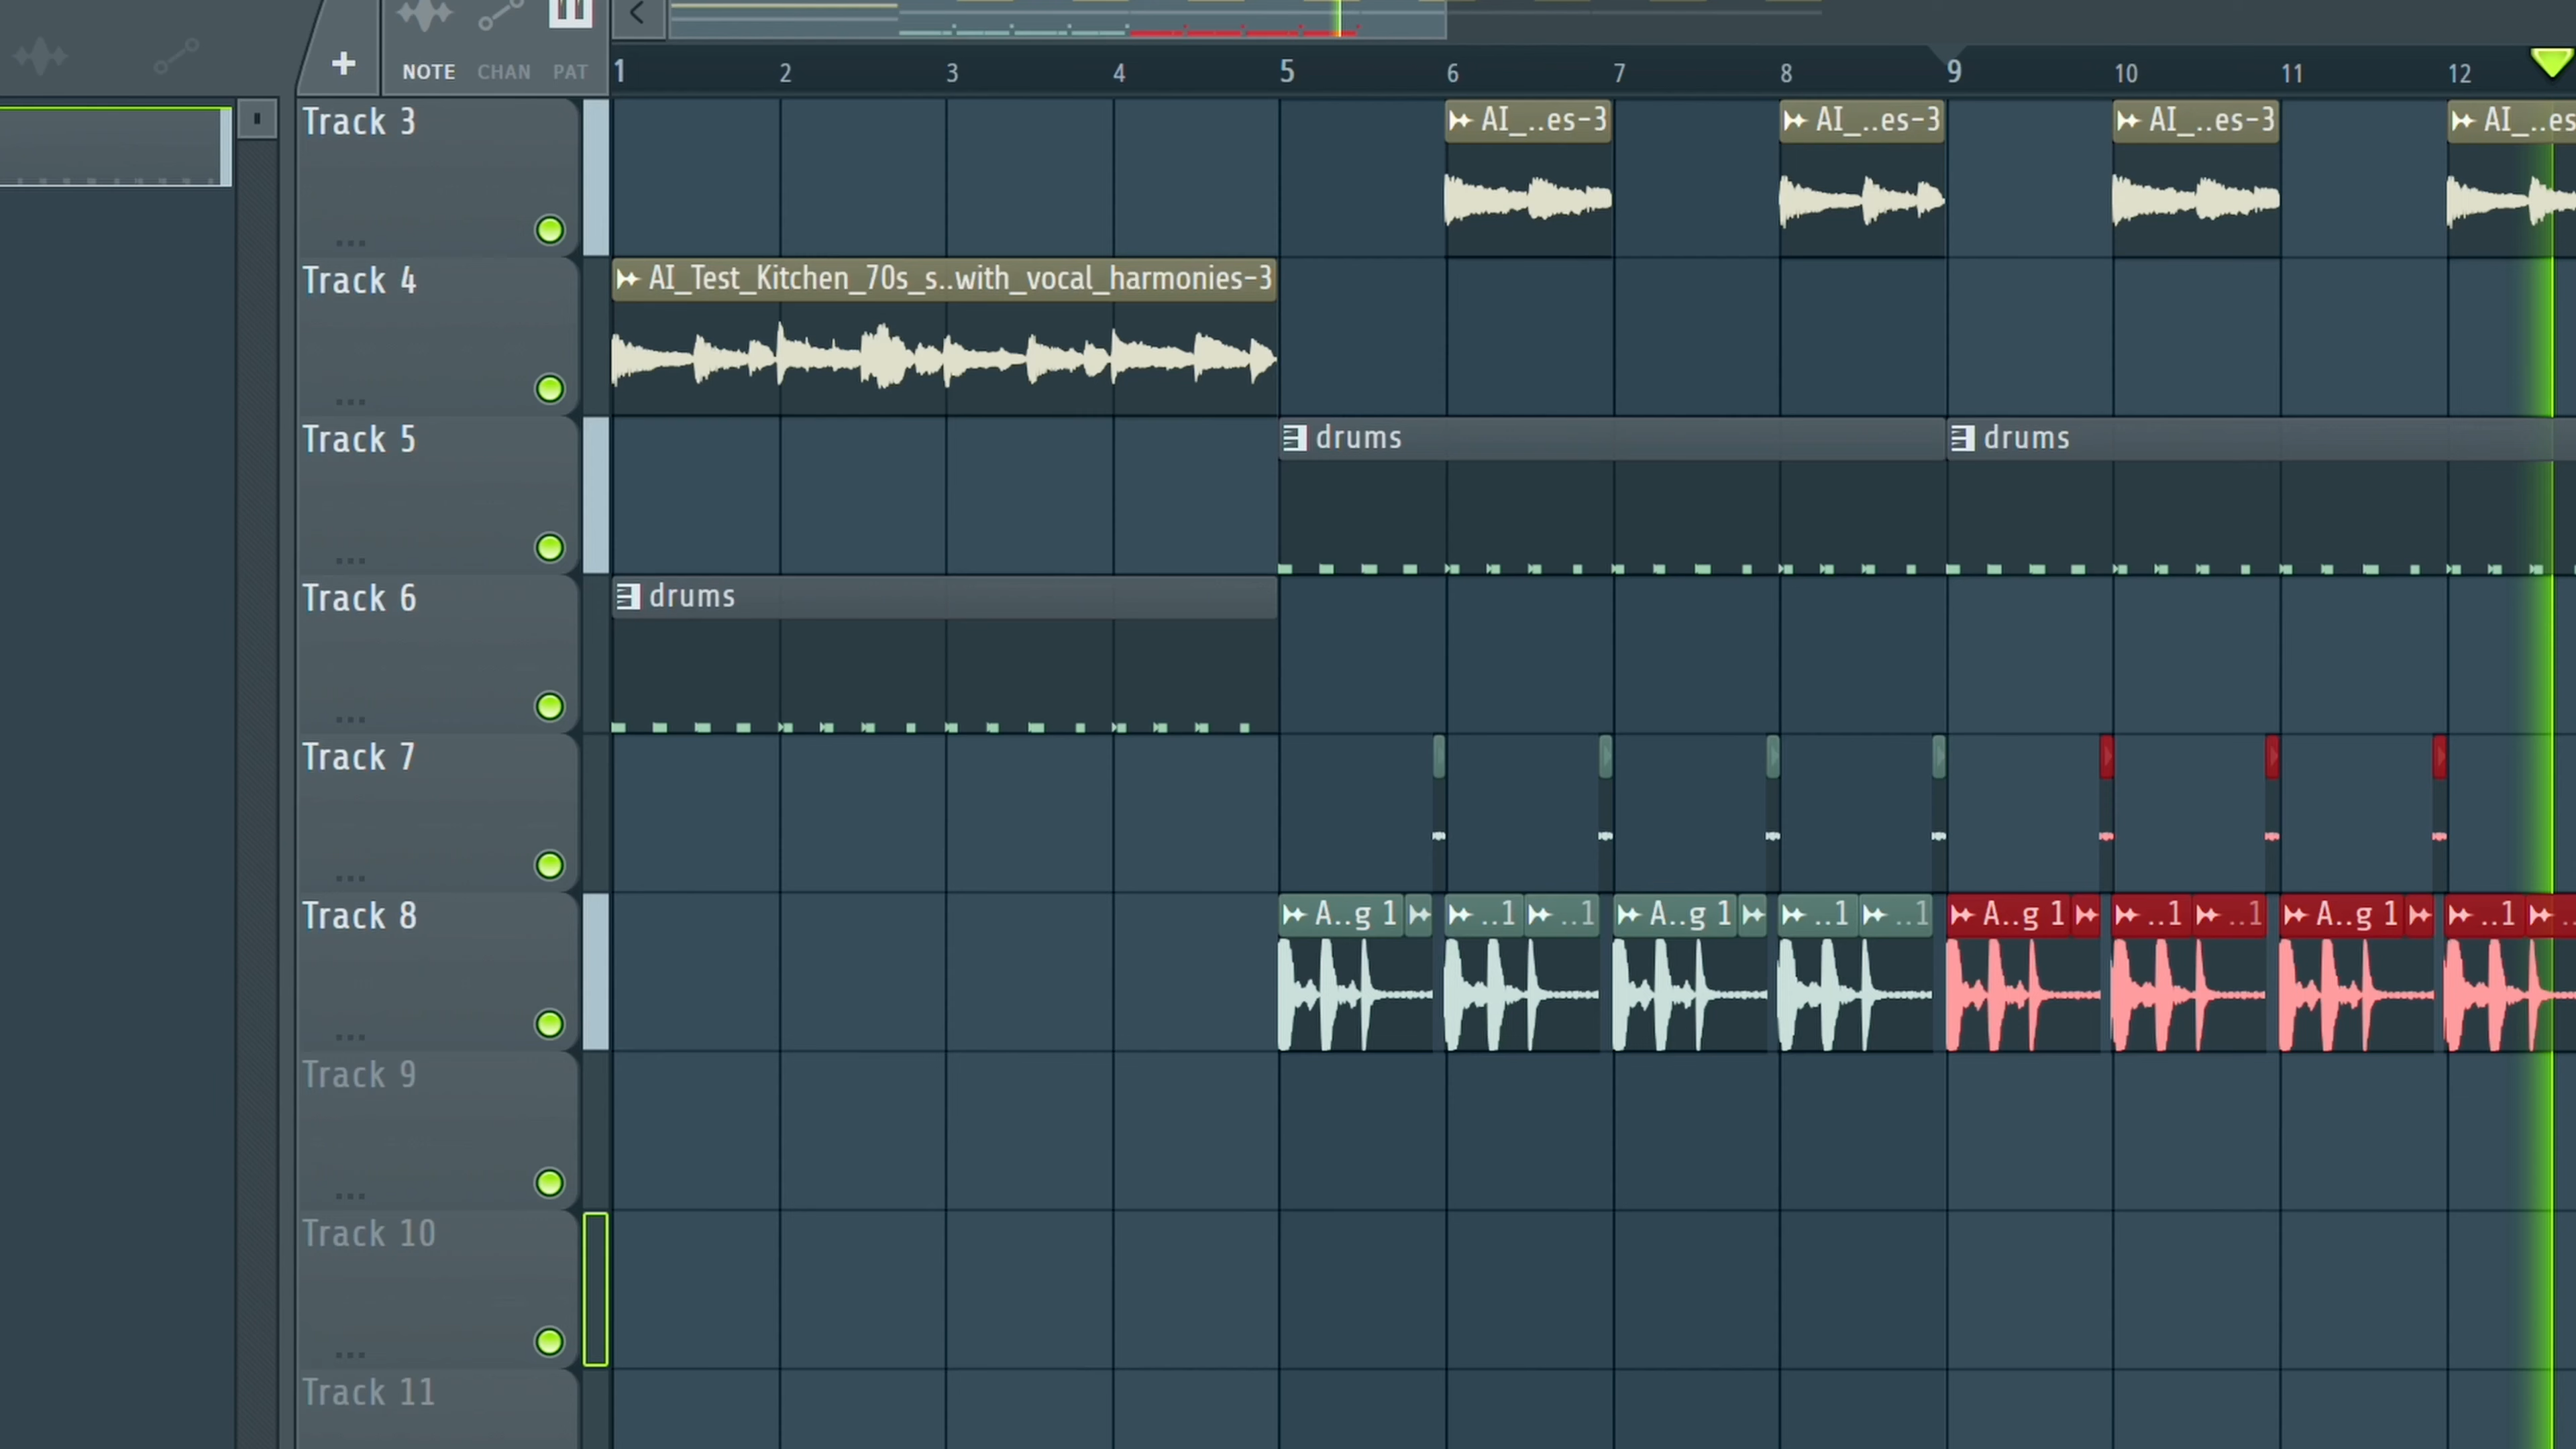 NOTE CHAN PAT
1 2 3 4 5 6 7 8 9 10 11 12
Track 3
AI_..es-3 AI_..es-3 AI_..es-3 AI_..es
Track 4
AI_Test_Kitchen_70s_s..with_vocal_harmonies-3
Track 5
drums drums
Track 6
drums
Track 7
Track 8
A..g 1 ..1 ..1 A..g 1 ..1 ..1 A..g 1 ..1 ..1 A..g 1 ..1
Track 9
Track 10
Track 11